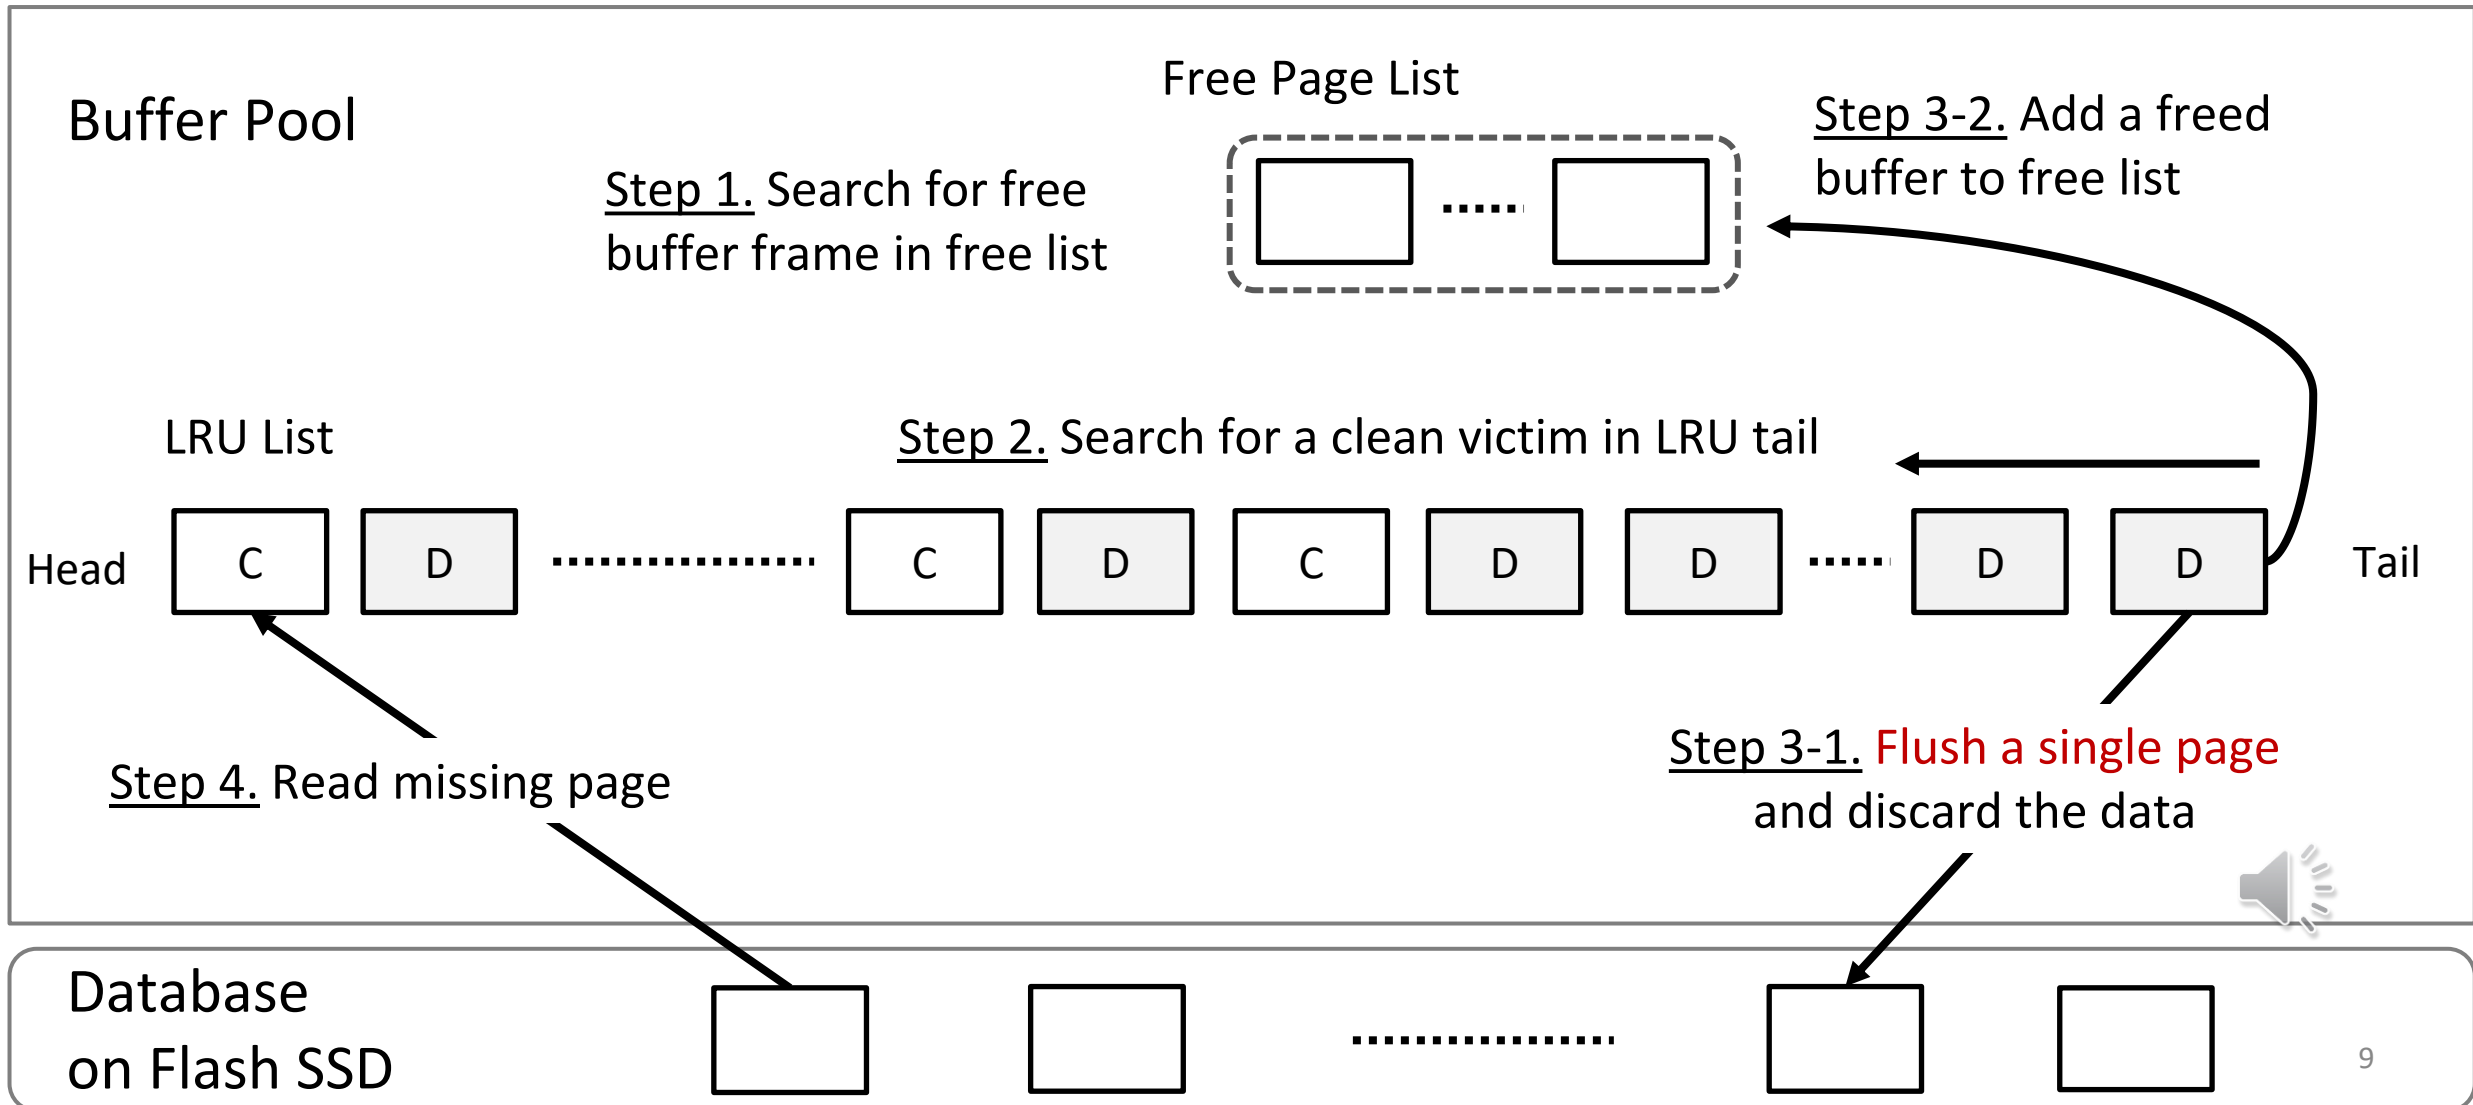 Buffer Pool
Free Page List
Step 1. Search for free
buffer frame in free list
Step 3-2. Add a freed
buffer to free list
LRU List
Step 2. Search for a clean victim in LRU tail
Head
C
D
C
D
C
D
D
D
D
Tail
Step 4. Read missing page
Step 3-1. Flush a single page
and discard the data
Database
on Flash SSD
9